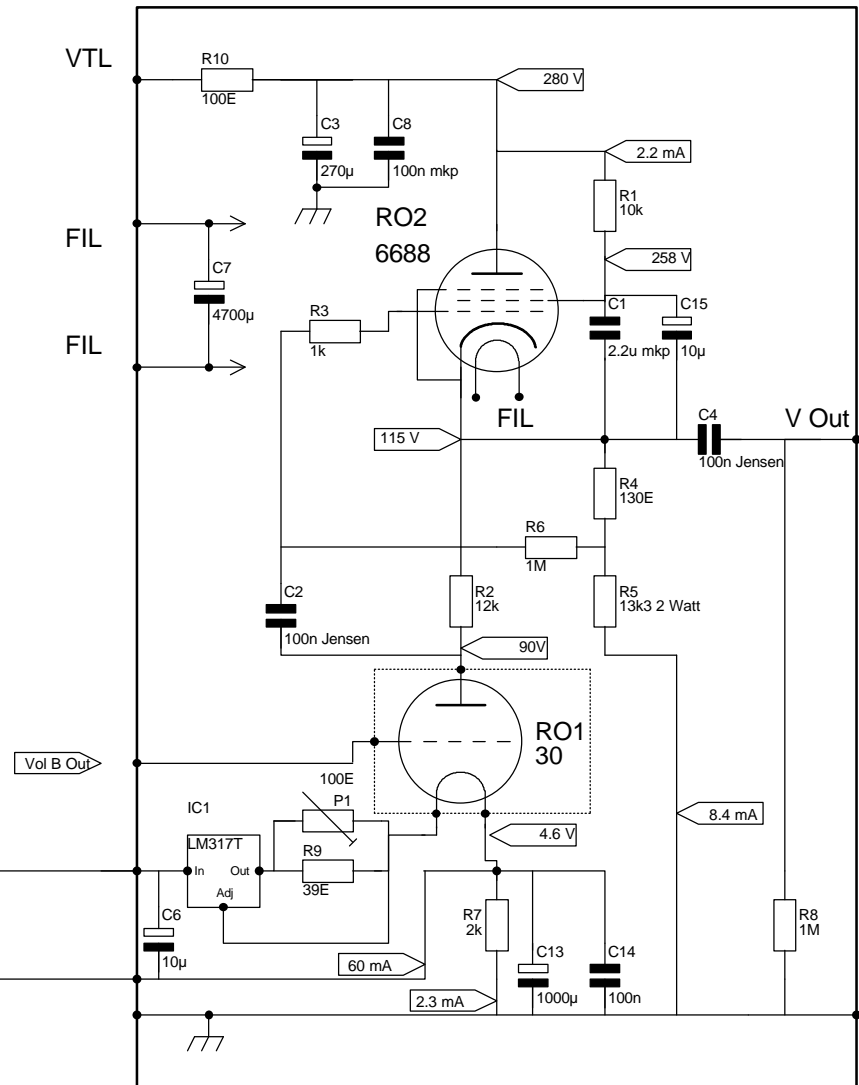 VTL
R10
100E
280 V
C3
270µ
C8
100n mkp
2.2 mA
R1
10k
RO2
6688
FIL
C7
4700µ
258 V
R3
1k
C1
2.2u mkp
C15
10µ
FIL
FIL
115 V
C4
100n Jensen
V Out
R4
130E
R6
1M
R2
12k
R5
13k3 2 Watt
C2
100n Jensen
90V
RO1
30
Vol B Out
100E
P1
IC1
LM317T
In
Out
Adj
R9
39E
4.6 V
8.4 mA
C6
10µ
R7
2k
60 mA
2.3 mA
C13
1000µ
C14
100n
R8
1M